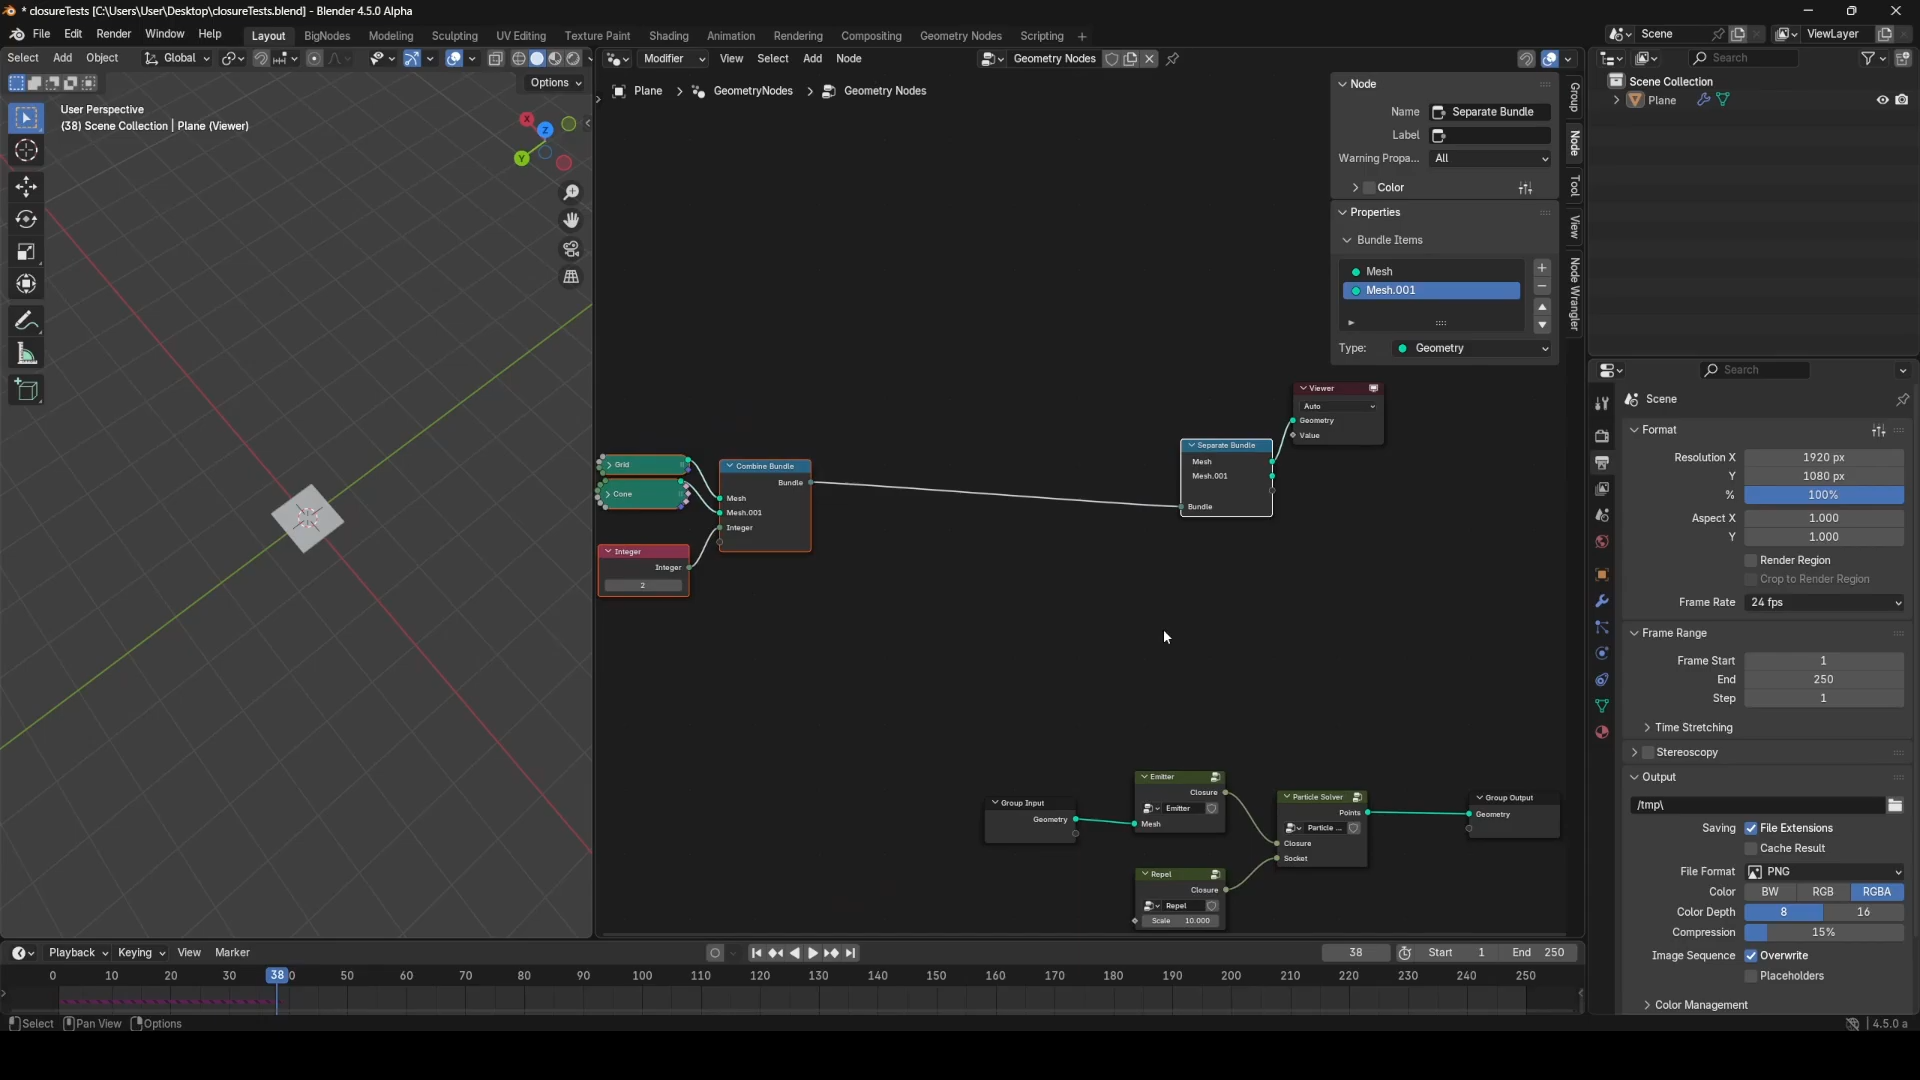 * closureTests [C:\Users\User\Desktop\closureTests.blend] - Blender 4.5.0 Alpha
File Edit Render Window Help Layout BigNodes Modeling Sculpting UV Editing Texture Paint Shading Animation Rendering Compositing Geometry Nodes Scripting + Scene ViewLayer
Select Add Object Global
Options
User Perspective
(38) Scene Collection | Plane (Viewer)
Modifier View Select Add Node Geometry Nodes
Plane > GeometryNodes > Geometry Nodes
Node
Name Separate Bundle
Label
Warning Propa... All
Color
Properties
Bundle Items
Mesh
Mesh.001
Type: Geometry
Group
Node
Tool
View
Node Wrangler
Viewer
Auto
Geometry
Value
Separate Bundle
Mesh
Mesh.001
Bundle
Grid
Cone
Combine Bundle
Bundle
Mesh
Mesh.001
Integer
Integer
Integer
2
Group Input
Geometry
Emitter
Closure
Emitter
Mesh
Repel
Closure
Repel
Scale 10.000
Particle Solver
Points
Particle ...
Closure
Socket
Group Output
Geometry
Search
Scene Collection
Plane
Search
Scene
Format
Resolution X 1920 px
Y 1080 px
% 100%
Aspect X 1.000
Y 1.000
Render Region
Crop to Render Region
Frame Rate 24 fps
Frame Range
Frame Start 1
End 250
Step 1
Time Stretching
Stereoscopy
Output
/tmp\
Saving File Extensions
Cache Result
File Format PNG
Color BW RGB RGBA
Color Depth 8 16
Compression 15%
Image Sequence Overwrite
Placeholders
Color Management
Playback Keying View Marker 38 Start 1 End 250
0 10 20 30 38 0 50 60 70 80 90 100 110 120 130 140 150 160 170 180 190 200 210 220 230 240 250
Select Pan View Options 4.5.0 a
X
Y
Z